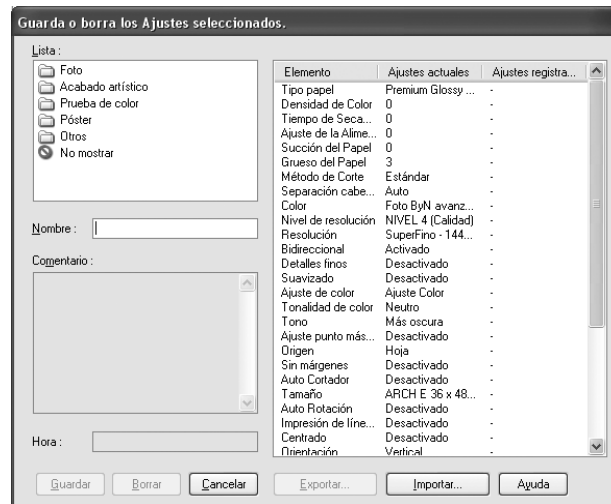 Guarda o borra los Ajustes seleccionados.
Lista :
Foto
Acabado artístico
Prueba de color
Póster
Otros
No mostrar
Nombre :
Comentario :
Hora :
Elemento Ajustes actuales Ajustes registra...
Tipo papel Premium Glossy ... -
Densidad de Color 0 -
Tiempo de Seca... 0 -
Ajuste de la Alime... 0 -
Succión del Papel 0 -
Grueso del Papel 3 -
Método de Corte Estándar -
Separación cabe... Auto -
Color Foto ByN avanz... -
Nivel de resolución NIVEL 4 (Calidad) -
Resolución SuperFino - 144... -
Bidireccional Activado -
Detalles finos Desactivado -
Suavizado Desactivado -
Ajuste de color Ajuste Color -
Tonalidad de color Neutro -
Tono Más oscura -
Ajuste punto más... Desactivado -
Origen Hoja -
Sin márgenes Desactivado -
Auto Cortador Desactivado -
Tamaño ARCH E 36 x 48... -
Auto Rotación Desactivado -
Impresión de líne... Desactivado -
Centrado Desactivado -
Orientación Vertical -
Guardar Borrar Cancelar Exportar... Importar... Ayuda